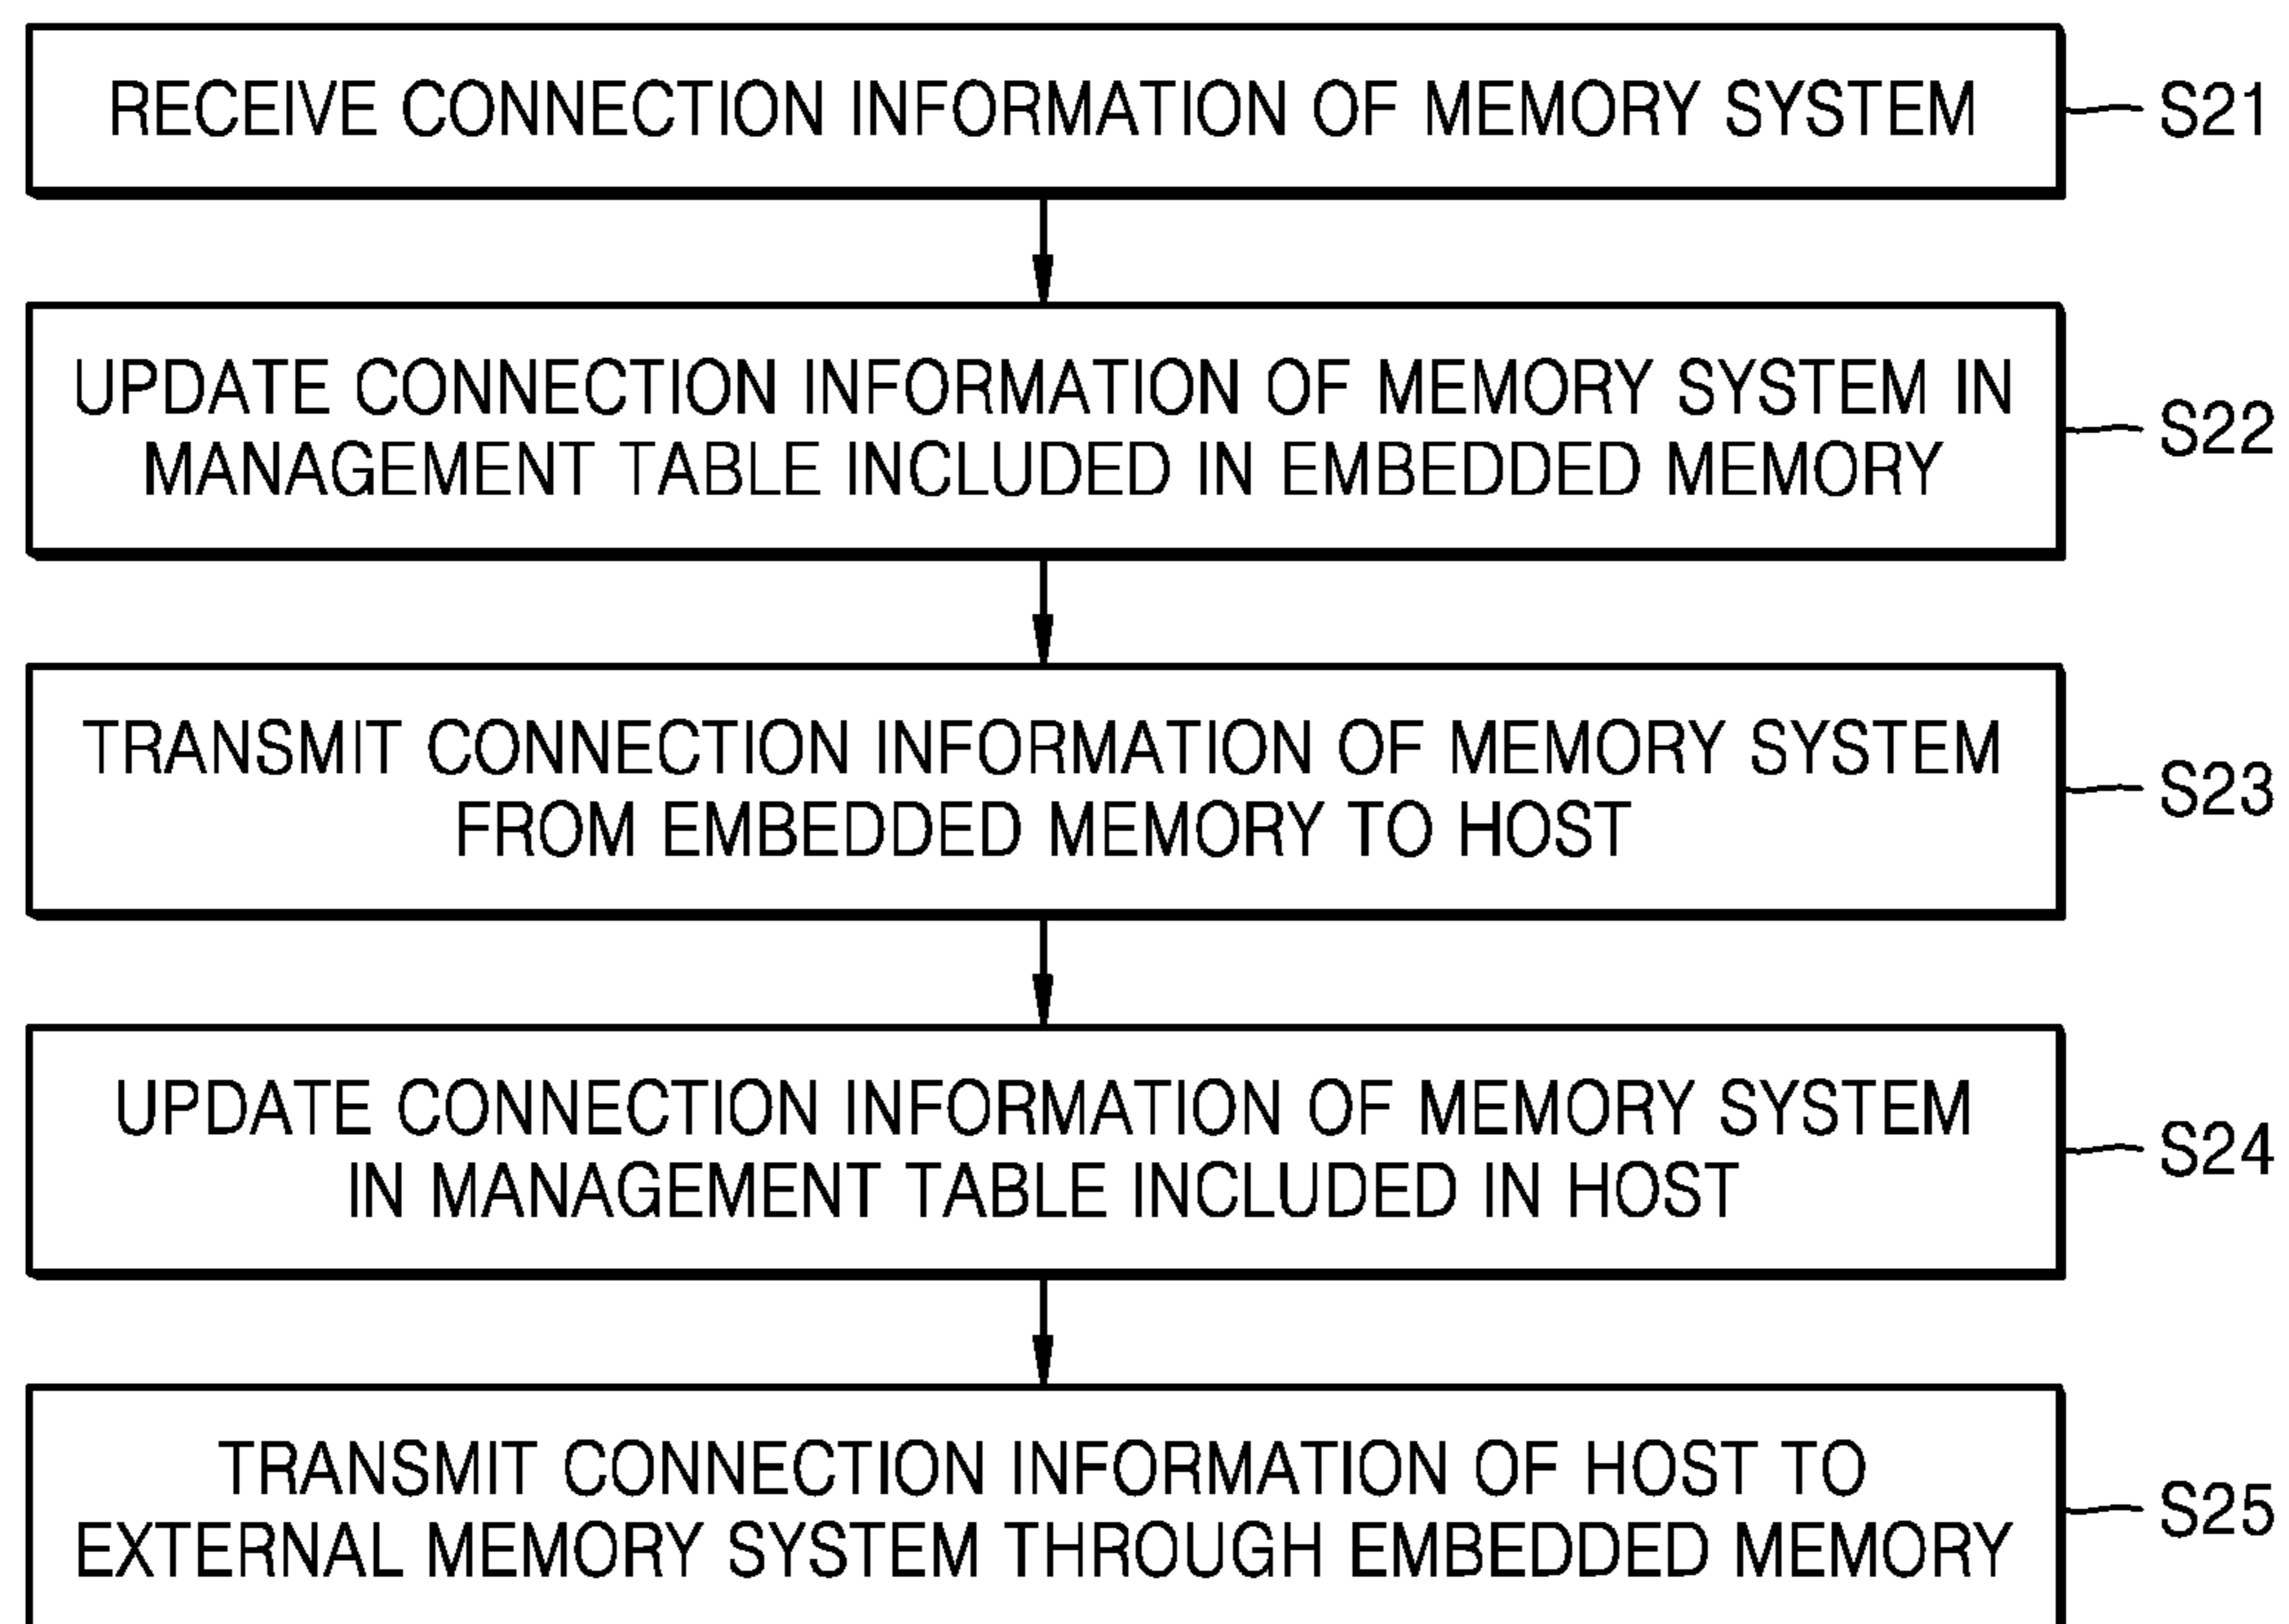 RECEIVE CONNECTION INFORMATION OF MEMORY SYSTEM
S21
UPDATE CONNECTION INFORMATION OF MEMORY SYSTEM IN
MANAGEMENT TABLE INCLUDED IN EMBEDDED MEMORY
S22
TRANSMIT CONNECTION INFORMATION OF MEMORY SYSTEM
FROM EMBEDDED MEMORY TO HOST
S23
UPDATE CONNECTION INFORMATION OF MEMORY SYSTEM
IN MANAGEMENT TABLE INCLUDED IN HOST
S24
TRANSMIT CONNECTION INFORMATION OF HOST TO
EXTERNAL MEMORY SYSTEM THROUGH EMBEDDED MEMORY
S25